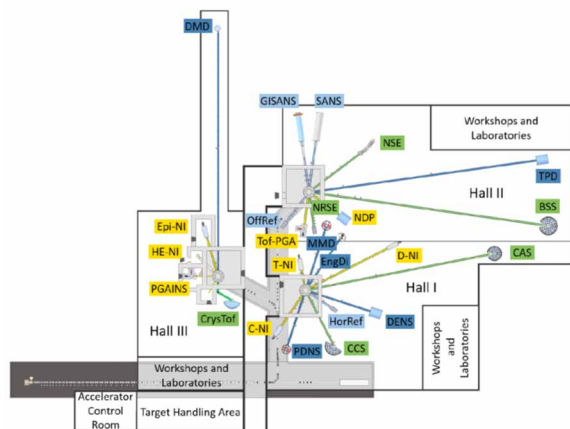 DMD
GISANS
SANS
Workshops and
Laboratories
NSE
TPD
Hall II
BSS
NRSE
NDP
OffRef
Epi-NI
Tof-PGA
MMD
D-NI
HE-NI
T-NI
EngDi
CAS
PGAINS
Hall I
CrysTof
HorRef
DENS
Hall III
C-NI
PDNS
CCS
Workshops
and
Laboratories
Workshops and
Laboratories
Accelerator
Control
Room
Target Handling Area